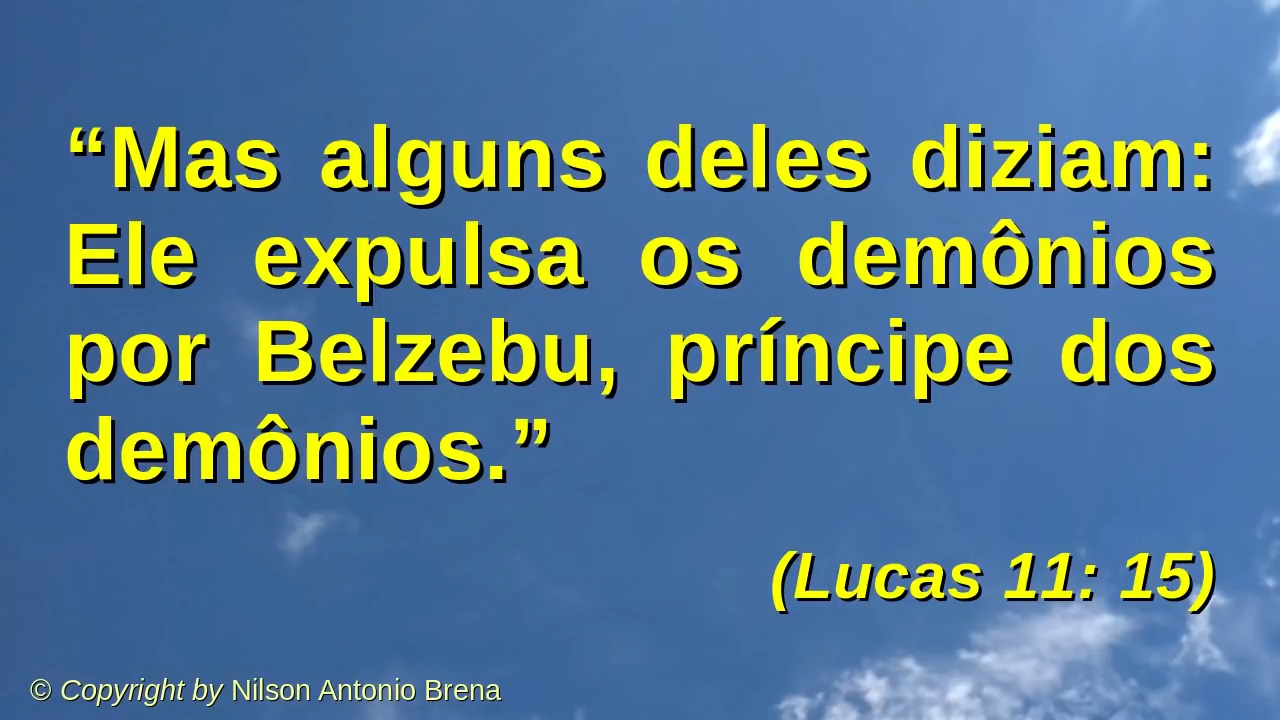 “Mas alguns deles diziam:
Ele expulsa os demônios
por Belzebu, príncipe dos
demônios.”
(Lucas 11: 15)
© Copyright by Nilson Antonio Brena